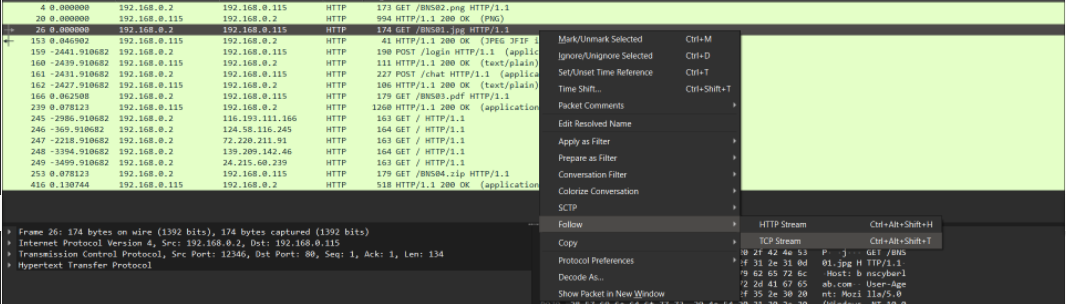 4 0.000000 192.168.0.2 192.168.0.115 HTTP 173 GET /BNS02.png HTTP/1.1
20 0.000000 192.168.0.115 192.168.0.2 HTTP 994 HTTP/1.1 200 OK (PNG)
26 0.000000 192.168.0.2 192.168.0.115 HTTP 174 GET /BNS01.jpg HTTP/1.1
153 0.046902 192.168.0.115 192.168.0.2 HTTP 41 HTTP/1.1 200 OK (JPEG JFIF i
159 -2441.910682 192.168.0.2 192.168.0.115 HTTP 190 POST /login HTTP/1.1 (applic
160 -2439.910682 192.168.0.115 192.168.0.2 HTTP 111 HTTP/1.1 200 OK (text/plain)
161 -2431.910682 192.168.0.2 192.168.0.115 HTTP 227 POST /chat HTTP/1.1 (applica
162 -2427.910682 192.168.0.115 192.168.0.2 HTTP 106 HTTP/1.1 200 OK (text/plain)
166 0.062508 192.168.0.2 192.168.0.115 HTTP 179 GET /BNS03.pdf HTTP/1.1
239 0.078123 192.168.0.115 192.168.0.2 HTTP 1260 HTTP/1.1 200 OK (application
245 -2986.910682 192.168.0.2 116.193.111.166 HTTP 163 GET / HTTP/1.1
246 -369.910682 192.168.0.2 124.58.116.245 HTTP 164 GET / HTTP/1.1
247 -2218.910682 192.168.0.2 72.220.211.91 HTTP 163 GET / HTTP/1.1
248 -3394.910682 192.168.0.2 139.209.142.46 HTTP 164 GET / HTTP/1.1
249 -3499.910682 192.168.0.2 24.215.60.239 HTTP 163 GET / HTTP/1.1
253 0.078123 192.168.0.2 192.168.0.115 HTTP 179 GET /BNS04.zip HTTP/1.1
416 0.130744 192.168.0.115 192.168.0.2 HTTP 518 HTTP/1.1 200 OK (application
Mark/Unmark Selected Ctrl+M
Ignore/Unignore Selected Ctrl+D
Set/Unset Time Reference Ctrl+T
Time Shift... Ctrl+Shift+T
Packet Comments
Edit Resolved Name
Apply as Filter
Prepare as Filter
Conversation Filter
Colorize Conversation
SCTP
Follow
Copy
Protocol Preferences
Decode As...
Show Packet in New Window
HTTP Stream Ctrl+Alt+Shift+H
TCP Stream Ctrl+Alt+Shift+T
Frame 26: 174 bytes on wire (1392 bits), 174 bytes captured (1392 bits)
Internet Protocol Version 4, Src: 192.168.0.2, Dst: 192.168.0.115
Transmission Control Protocol, Src Port: 12346, Dst Port: 80, Seq: 1, Ack: 1, Len: 134
Hypertext Transfer Protocol
20 2f 42 4e 53 P···j··· GET /BNS
2f 31 2e 31 0d 01.jpg H TTP/1.1·
79 62 65 72 6c ·Host: b nscyberl
72 2d 41 67 65 ab.com·· User-Age
2f 35 2e 30 20 nt: Mozi lla/5.0